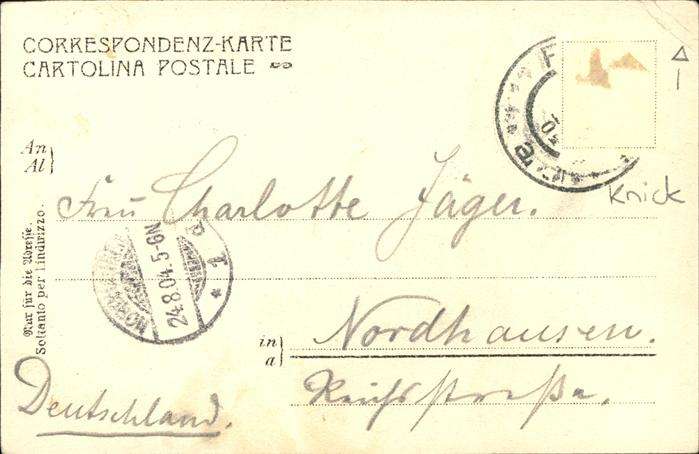 CORRESPONDENZ-KARTE
CARTOLINA POSTALE
An
Al
Frau Charlotte Jäger.
Knick
Nur für die Adresse.
Soltanto per l'indirizzo.
24.8.04.5-6N
in
a
Nordhausen.
Deutschland.